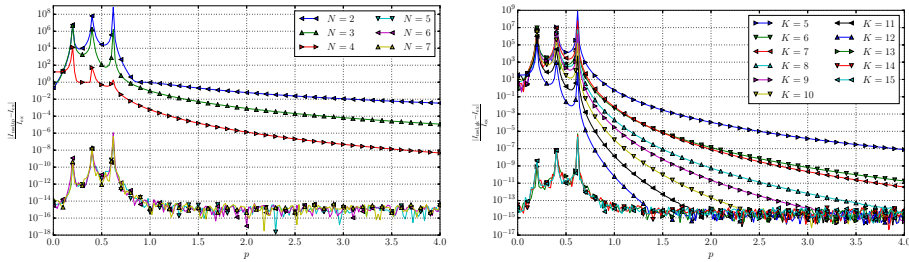 10^8
10^6
10^4
10^2
10^0
10^-2
10^-4
10^-6
10^-8
10^-10
10^-12
10^-14
10^-16
10^-18
0.0 0.5 1.0 1.5 2.0 2.5 3.0 3.5 4.0
p
N = 2
N = 3
N = 4
N = 5
N = 6
N = 7
10^9
10^7
10^5
10^3
10^1
10^-1
10^-3
10^-5
10^-7
10^-9
10^-11
10^-13
10^-15
10^-17
0.0 0.5 1.0 1.5 2.0 2.5 3.0 3.5 4.0
p
K = 5
K = 6
K = 7
K = 8
K = 9
K = 10
K = 11
K = 12
K = 13
K = 14
K = 15